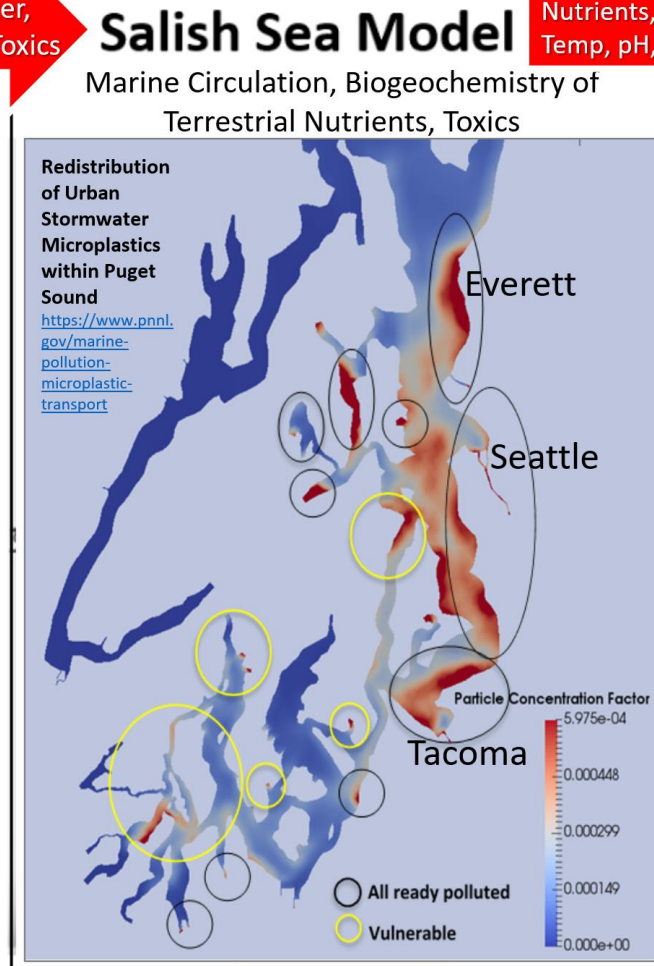 er,
Toxics
Salish Sea Model
Nutrients,
Temp, pH,
Marine Circulation, Biogeochemistry of
Terrestrial Nutrients, Toxics
Redistribution
of Urban
Stormwater
Microplastics
within Puget
Sound
https://www.pnnl.
gov/marine-
pollution-
microplastic-
transport
Everett
Seattle
Tacoma
Particle Concentration Factor
5.975e-04
0.000448
0.000299
0.000149
0.000e+00
All ready polluted
Vulnerable